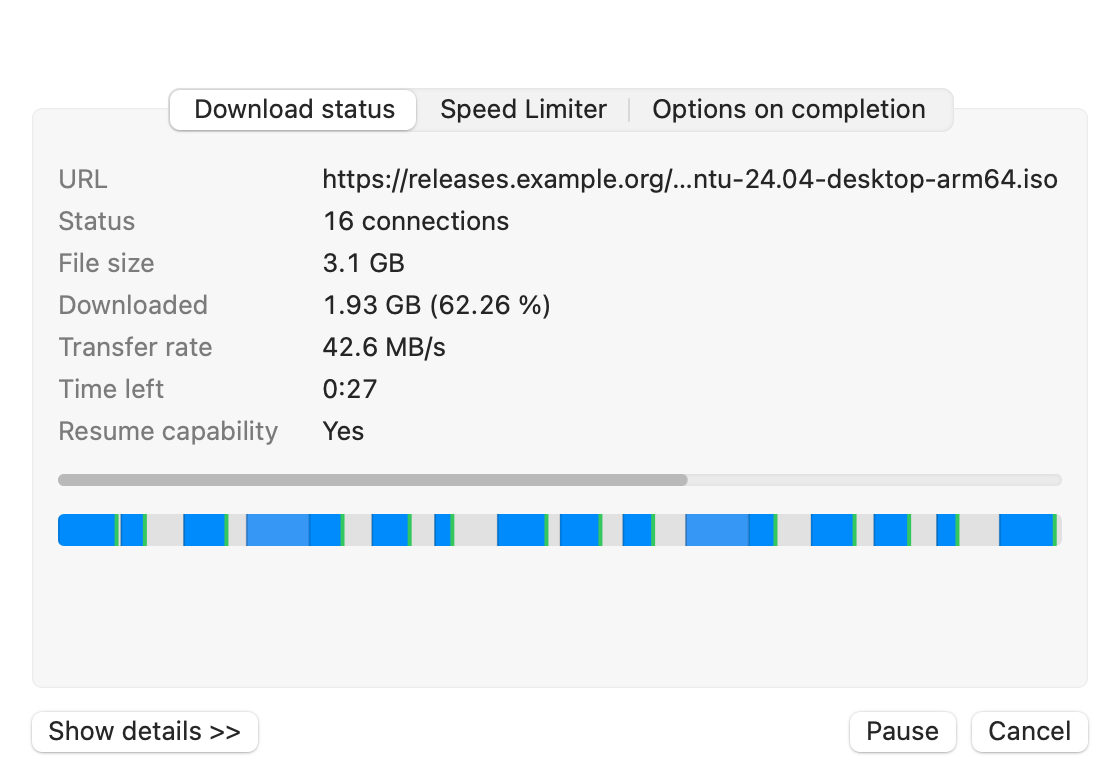 Download status Speed Limiter Options on completion
URL https://releases.example.org/...ntu-24.04-desktop-arm64.iso
Status 16 connections
File size 3.1 GB
Downloaded 1.93 GB (62.26 %)
Transfer rate 42.6 MB/s
Time left 0:27
Resume capability Yes
Show details >> Pause Cancel